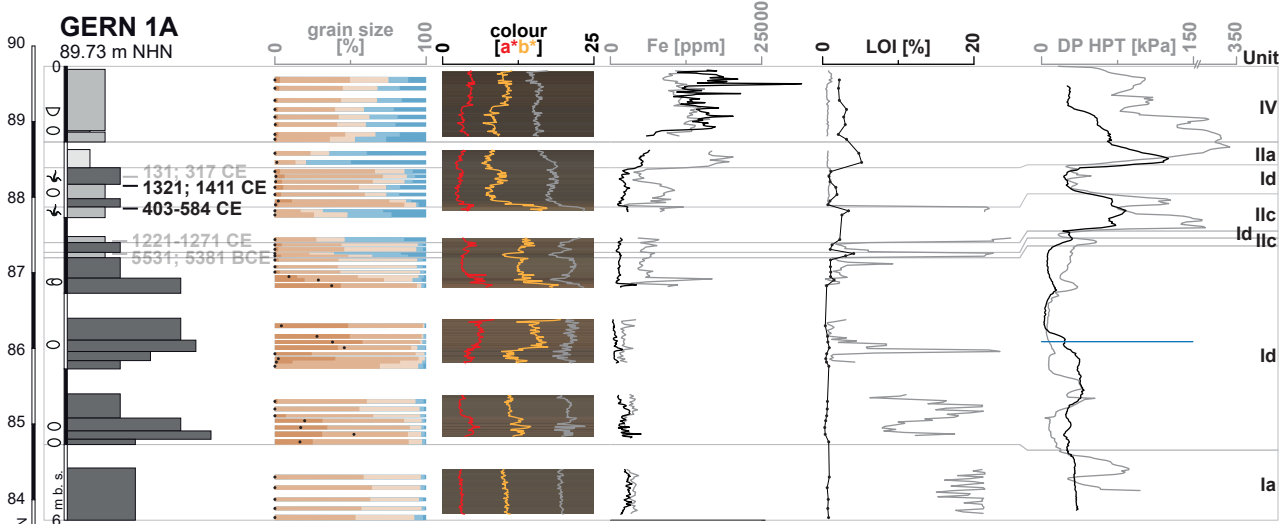 GERN 1A
89.73 m NHN
grain size
[%]
0 100
colour
[a*b*]
0 25
Fe [ppm]
0 25000
LOI [%]
0 20
DP HPT [kPa]
0 150 350
Unit
90
89
88
87
86
85
84
0
6 m b. s.
131; 317 CE
1321; 1411 CE
403-584 CE
1221-1271 CE
5531; 5381 BCE
IV
IIa
Id
IIc
Id
IIc
Id
Ia